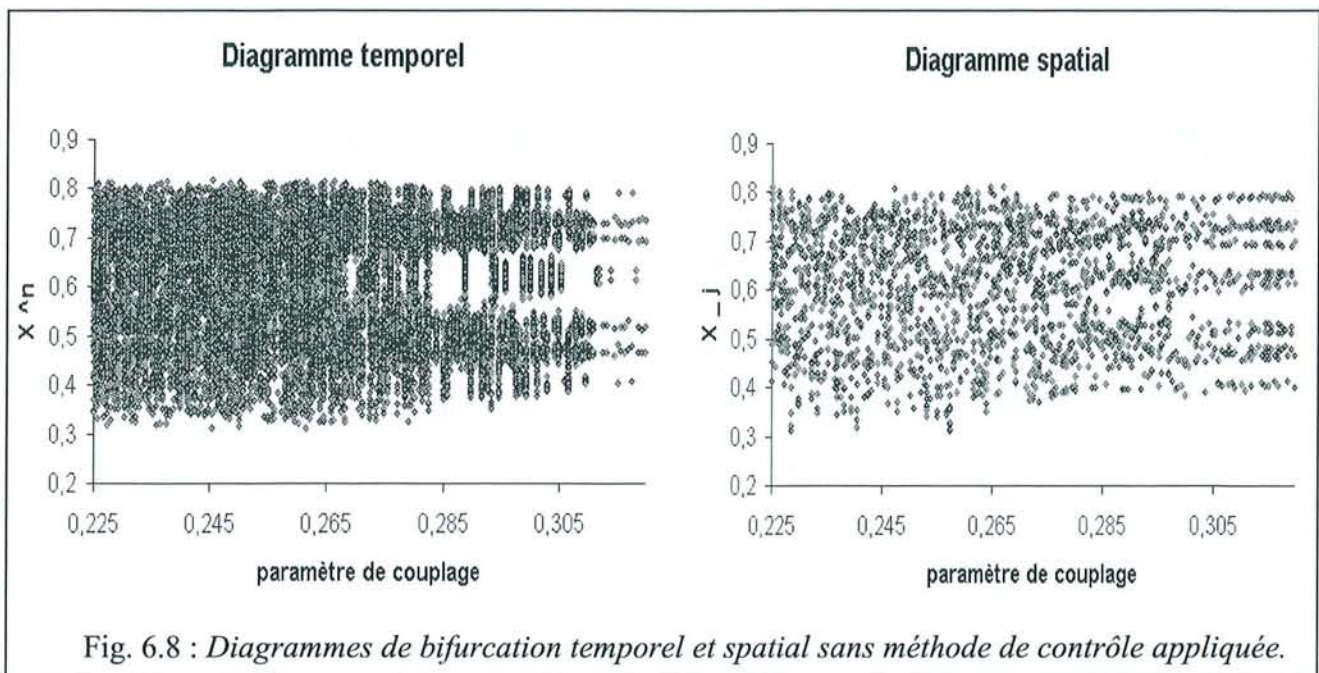 Diagramme temporel
0,9
0,8
0,7
0,6
0,5
0,4
0,3
0,2
x^n
0,225 0,245 0,265 0,285 0,305
paramètre de couplage
Diagramme spatial
0,9
0,8
0,7
0,6
0,5
0,4
0,3
0,2
x_j
0,225 0,245 0,265 0,285 0,305
paramètre de couplage
Fig. 6.8 : Diagrammes de bifurcation temporel et spatial sans méthode de contrôle appliquée.